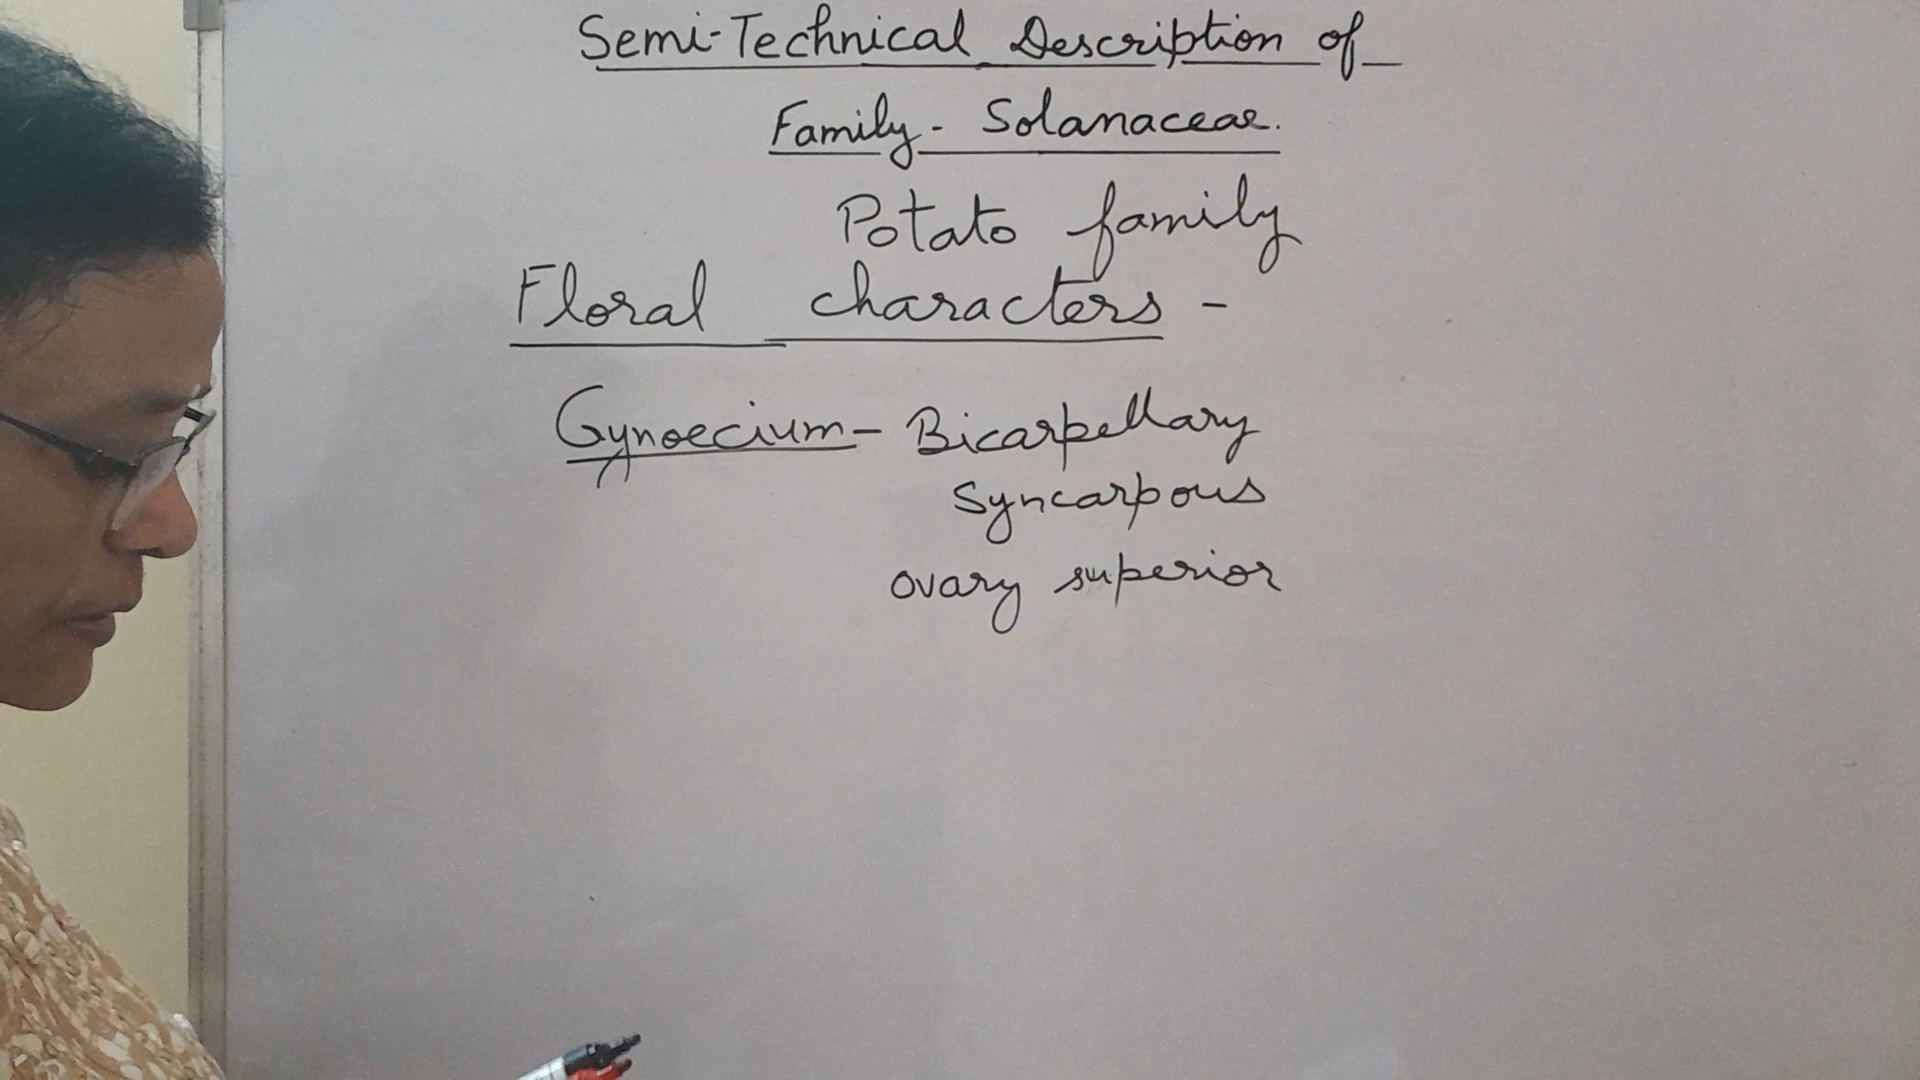 Semi-Technical Description of
Family - Solanaceae.
Potato family
Floral characters -
Gynoecium - Bicarpellary
Syncarpous
ovary superior